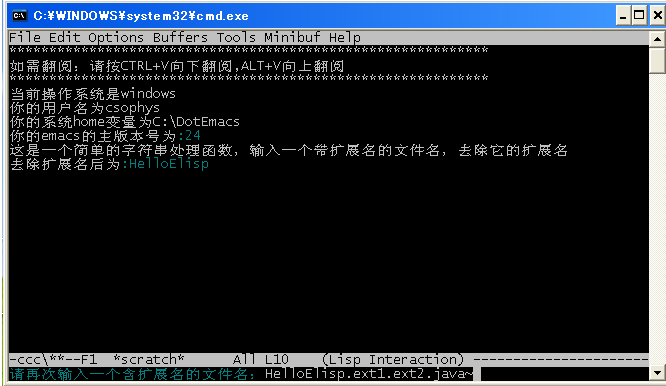 C:¥WINDOWS¥system32¥cmd.exe
File Edit Options Buffers Tools Minibuf Help
************************************************************
如需翻阅：请按CTRL+V向下翻阅,ALT+V向上翻阅
************************************************************
当前操作系统是windows
你的用户名为csophys
你的系统home变量为C:\DotEmacs
你的emacs的主版本号为:24
这是一个简单的字符串处理函数，输入一个带扩展名的文件名，去除它的扩展名
去除扩展名后为:HelloElisp
-ccc\**--F1  *scratch*      All L10    (Lisp Interaction) -------------------
请再次输入一个含扩展名的文件名：HelloElisp.ext1.ext2.java~